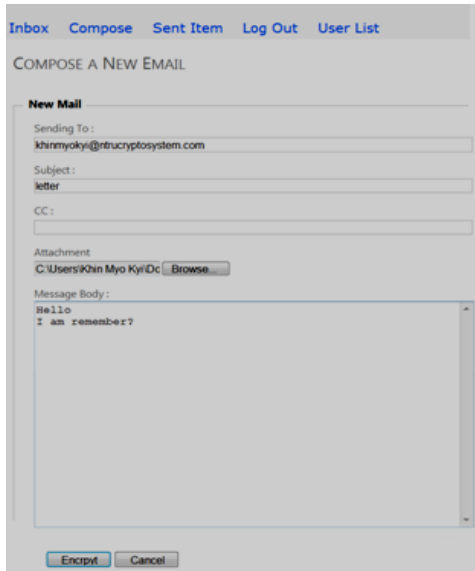 Inbox Compose Sent Item Log Out User List
COMPOSE A NEW EMAIL
New Mail
Sending To :
khinmyokyi@ntrucryptosystem.com
Subject :
letter
CC :
Attachment
C:\Users\Khin Myo Kyi\Dc Browse...
Message Body :
Hello
I am remember?
Encrpyt Cancel